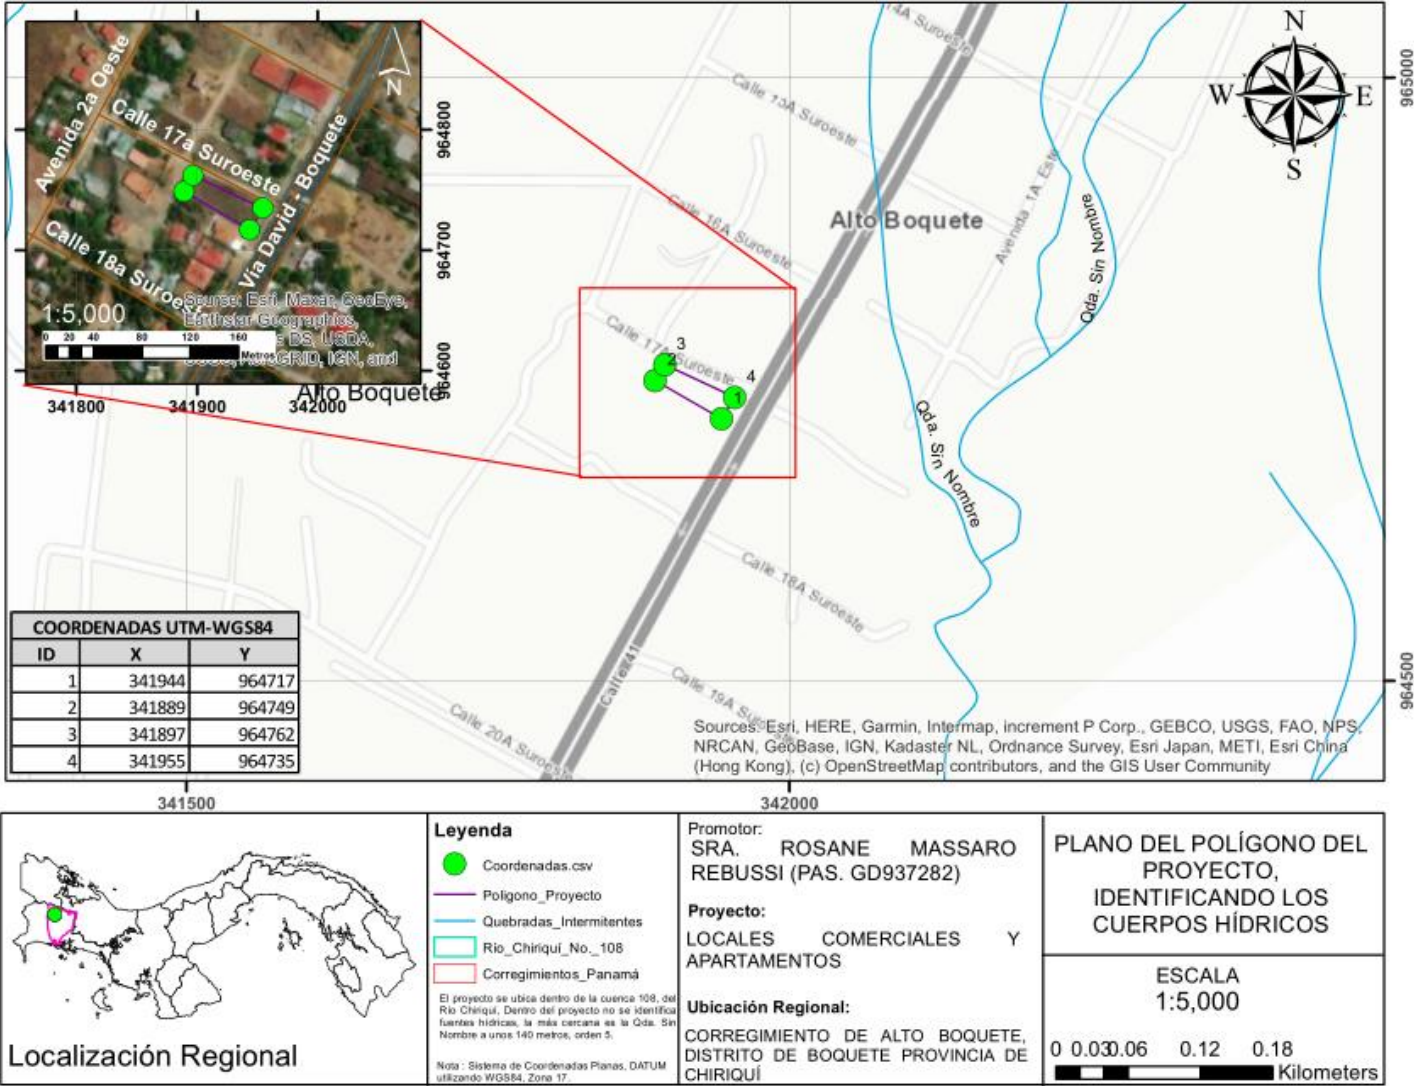 Avenida 2a Oeste
Calle 17a Suroeste
Vía David - Boquete
Calle 18a Suroeste
N
1:5,000
0 20 40 80 120 160
Metros
Source: Esri, Maxar, GeoEye,
Earthstar Geographics,
DS, USDA,
GRID, IGN, and
964800
964700
964600
341800
341900
342000
Alto Boquete
14A Suroeste
Calle 13A Suroeste
Calle 16A Suroeste
Calle 17A Suroeste
Calle 18A Suroeste
Calle 19A Suroeste
Calle 20A Suroeste
Calle 41
Avenida 1A Este
Alto Boquete
Qda. Sin Nombre
Qda. Sin Nombre
3
2
4
1
N
W
E
S
965000
964500
COORDENADAS UTM-WGS84
ID X Y
1 341944 964717
2 341889 964749
3 341897 964762
4 341955 964735
Sources: Esri, HERE, Garmin, Intermap, increment P Corp., GEBCO, USGS, FAO, NPS,
NRCAN, GeoBase, IGN, Kadaster NL, Ordnance Survey, Esri Japan, METI, Esri China
(Hong Kong), (c) OpenStreetMap contributors, and the GIS User Community
341500
342000
Localización Regional
Leyenda
Coordenadas.csv
Poligono_Proyecto
Quebradas_Intermitentes
Río_Chiriquí_No._108
Corregimientos_Panamá
El proyecto se ubica dentro de la cuenca 108, del
Río Chiriquí, Dentro del proyecto no se identifica
fuentes hídricas, la más cercana es la Qda. Sin
Nombre a unos 140 metros, orden 5.
Nota : Sistema de Coordenadas Planas, DATUM
utilizando WGS84, Zona 17.
Promotor:
SRA. ROSANE MASSARO
REBUSSI (PAS. GD937282)
Proyecto:
LOCALES COMERCIALES Y
APARTAMENTOS
Ubicación Regional:
CORREGIMIENTO DE ALTO BOQUETE,
DISTRITO DE BOQUETE PROVINCIA DE
CHIRIQUÍ
PLANO DEL POLÍGONO DEL
PROYECTO,
IDENTIFICANDO LOS
CUERPOS HÍDRICOS
ESCALA
1:5,000
0 0.03 0.06 0.12 0.18
Kilometers